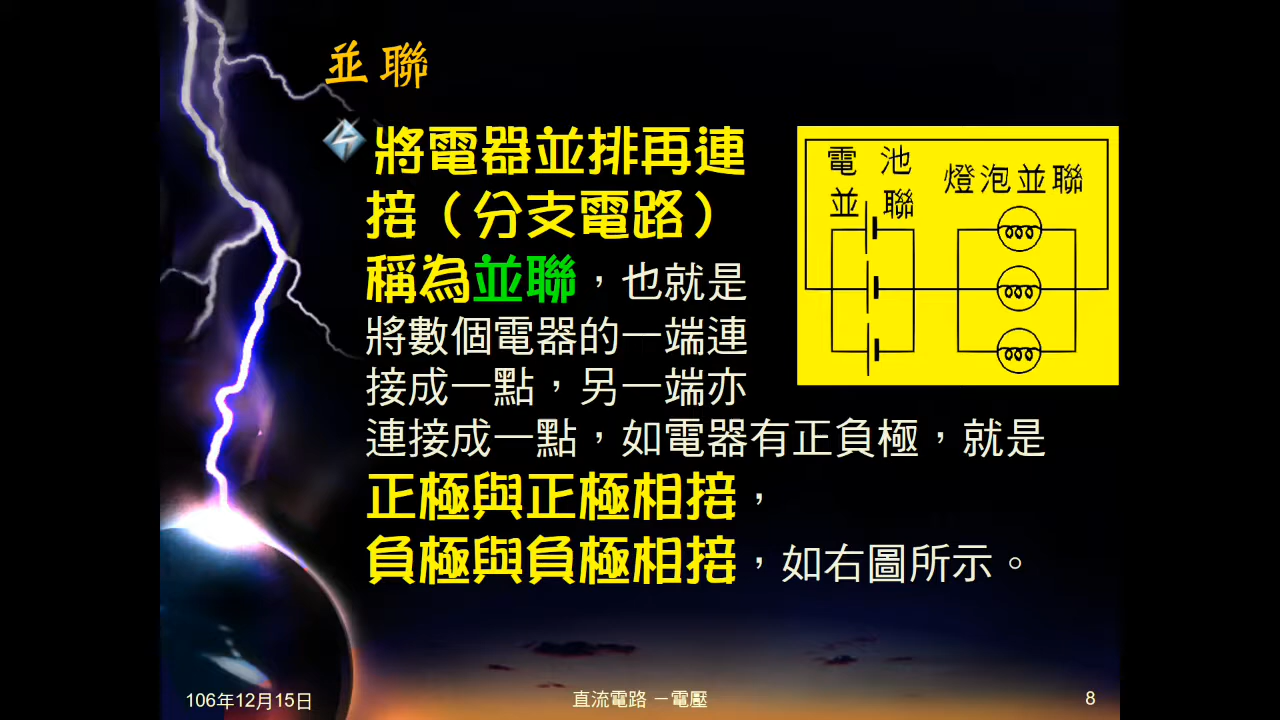 並聯
將電器並排再連
接（分支電路）
稱為並聯，也就是
將數個電器的一端連
接成一點，另一端亦
連接成一點，如電器有正負極，就是
正極與正極相接，
負極與負極相接，如右圖所示。
電池
並聯
燈泡並聯
106年12月15日
直流電路－電壓
8